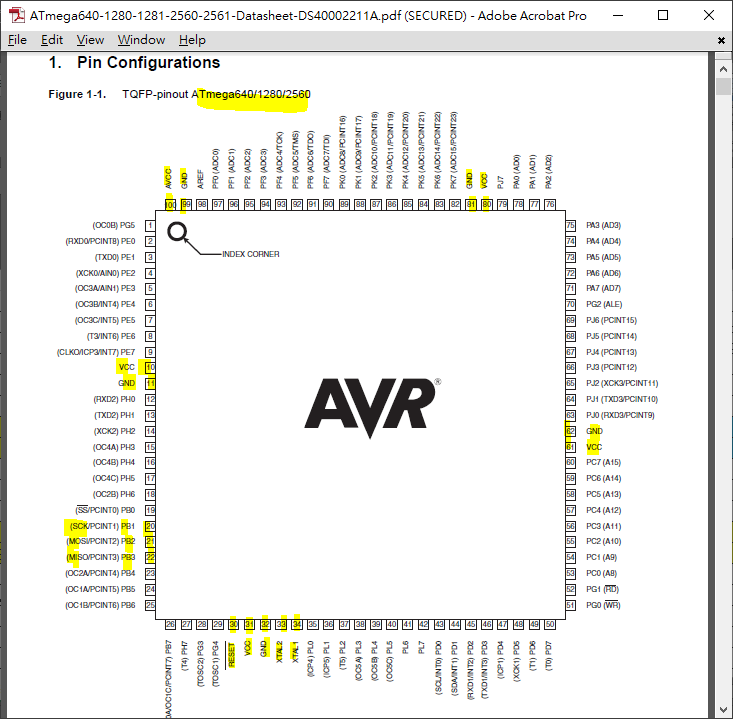 ATmega640-1280-1281-2560-2561-Datasheet-DS40002211A.pdf (SECURED) - Adobe Acrobat Pro
File Edit View Window Help
1. Pin Configurations
Figure 1-1. TQFP-pinout ATmega640/1280/2560
AVCC
GND
AREF
PF0 (ADC0)
PF1 (ADC1)
PF2 (ADC2)
PF3 (ADC3)
PF4 (ADC4/TCK)
PF5 (ADC5/TMS)
PF6 (ADC6/TDO)
PF7 (ADC7/TDI)
PK0 (ADC8/PCINT16)
PK1 (ADC9/PCINT17)
PK2 (ADC10/PCINT18)
PK3 (ADC11/PCINT19)
PK4 (ADC12/PCINT20)
PK5 (ADC13/PCINT21)
PK6 (ADC14/PCINT22)
PK7 (ADC15/PCINT23)
GND
VCC
PJ7
PA0 (AD0)
PA1 (AD1)
PA2 (AD2)
100 99 98 97 96 95 94 93 92 91 90 89 88 87 86 85 84 83 82 81 80 79 78 77 76
INDEX CORNER
(OC0B) PG5 1
(RXD0/PCINT8) PE0 2
(TXD0) PE1 3
(XCK0/AIN0) PE2 4
(OC3A/AIN1) PE3 5
(OC3B/INT4) PE4 6
(OC3C/INT5) PE5 7
(T3/INT6) PE6 8
(CLKO/ICP3/INT7) PE7 9
VCC 10
GND 11
(RXD2) PH0 12
(TXD2) PH1 13
(XCK2) PH2 14
(OC4A) PH3 15
(OC4B) PH4 16
(OC4C) PH5 17
(OC2B) PH6 18
(SS/PCINT0) PB0 19
(SCK/PCINT1) PB1 20
(MOSI/PCINT2) PB2 21
(MISO/PCINT3) PB3 22
(OC2A/PCINT4) PB4 23
(OC1A/PCINT5) PB5 24
(OC1B/PCINT6) PB6 25
AVR®
75 PA3 (AD3)
74 PA4 (AD4)
73 PA5 (AD5)
72 PA6 (AD6)
71 PA7 (AD7)
70 PG2 (ALE)
69 PJ6 (PCINT15)
68 PJ5 (PCINT14)
67 PJ4 (PCINT13)
66 PJ3 (PCINT12)
65 PJ2 (XCK3/PCINT11)
64 PJ1 (TXD3/PCINT10)
63 PJ0 (RXD3/PCINT9)
62 GND
61 VCC
60 PC7 (A15)
59 PC6 (A14)
58 PC5 (A13)
57 PC4 (A12)
56 PC3 (A11)
55 PC2 (A10)
54 PC1 (A9)
53 PC0 (A8)
52 PG1 (RD)
51 PG0 (WR)
26 27 28 29 30 31 32 33 34 35 36 37 38 39 40 41 42 43 44 45 46 47 48 49 50
0A/OC1C/PCINT7) PB7
(T4) PH7
(TOSC2) PG3
(TOSC1) PG4
RESET
VCC
GND
XTAL2
XTAL1
(ICP4) PL0
(ICP5) PL1
(T5) PL2
(OC5A) PL3
(OC5B) PL4
(OC5C) PL5
PL6
PL7
(SCL/INT0) PD0
(SDA/INT1) PD1
(RXD1/INT2) PD2
(TXD1/INT3) PD3
(ICP1) PD4
(XCK1) PD5
(T1) PD6
(T0) PD7